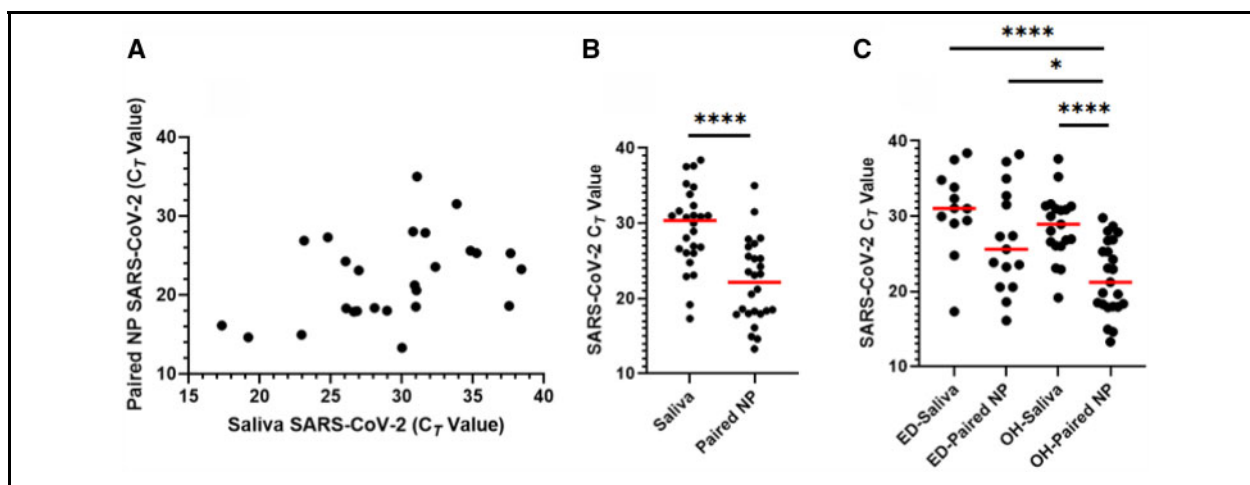 A
Paired NP SARS-CoV-2 (CT Value)
40
30
20
10
15
20
25
30
35
40
Saliva SARS-CoV-2 (CT Value)
B
****
SARS-CoV-2 CT Value
40
30
20
10
Saliva
Paired NP
C
****
*
****
SARS-CoV-2 CT Value
40
30
20
10
ED-Saliva
ED-Paired NP
OH-Saliva
OH-Paired NP